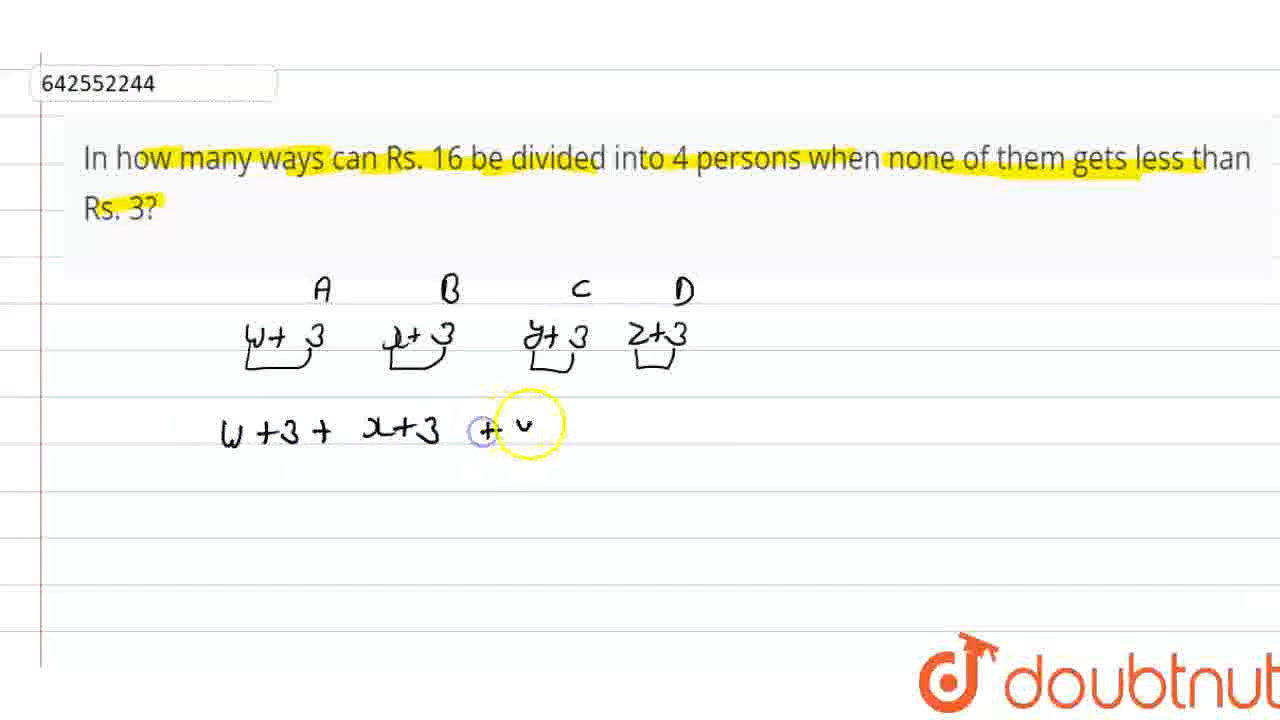 642552244
In how many ways can Rs. 16 be divided into 4 persons when none of them gets less than
Rs. 3?
A B C D
w+ 3 x+ 3 y+ 3 z+3
w +3 + x+3 +
doubtnut